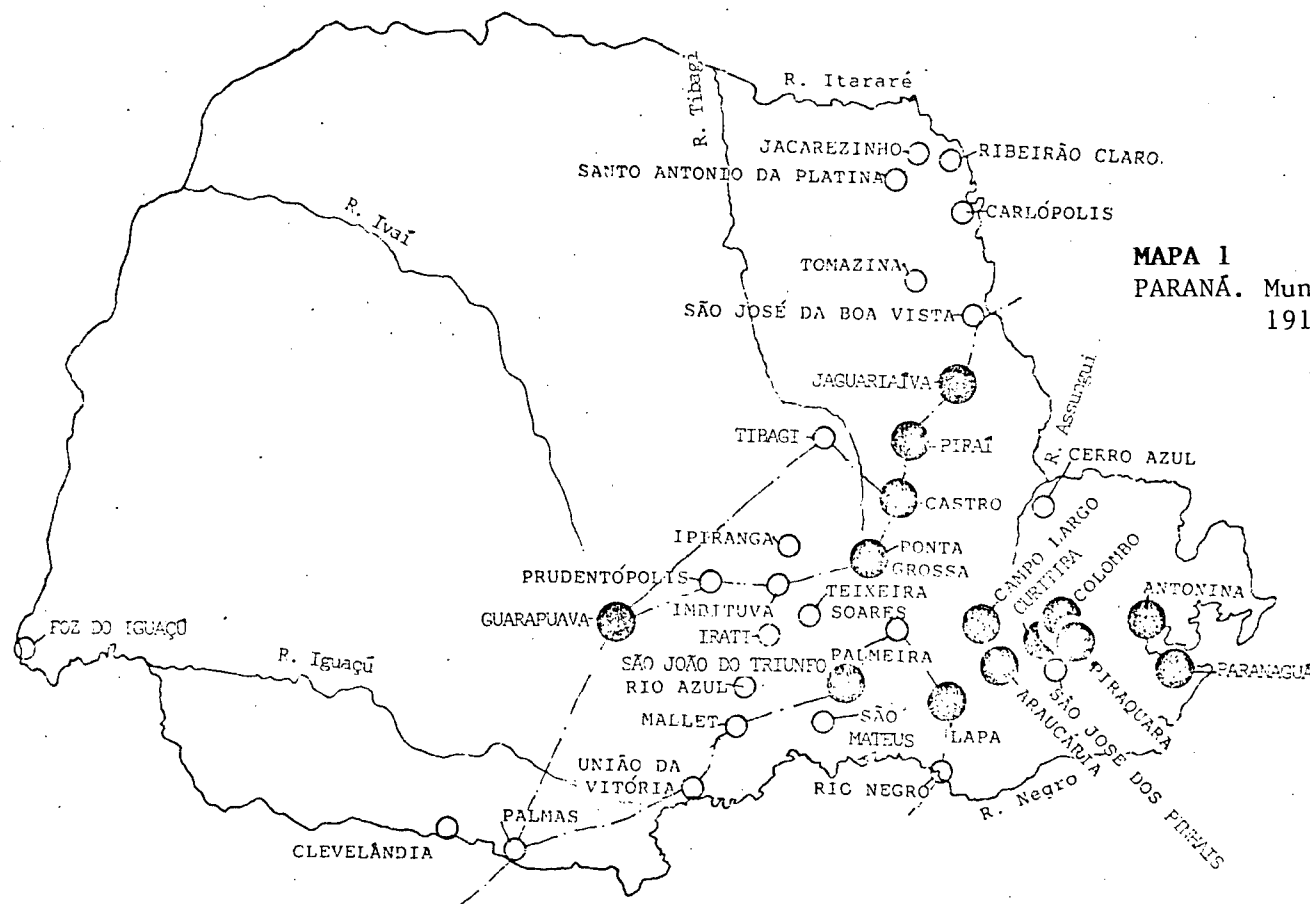 R. Tibagi
R. Itararé
JACAREZINHO
RIBEIRÃO CLARO.
SANTO ANTONIO DA PLATINA
CARLÓPOLIS
R. Ivaí
MAPA 1
TOMAZINA
PARANÁ. Mun
191
SÃO JOSÉ DA BOA VISTA
JAGUARIAÍVA
R. Assungui
TIBAGI
PIRAÍ
CERRO AZUL
CASTRO
CAMPO LARGO
CURITIBA
COLOMBO
IPIRANGA
PONTA
GROSSA
PRUDENTÓPOLIS
TEIXEIRA
SOARES
ANTONINA
GUARAPUAVA
IMBITUVA
IRATI
FOZ DO IGUAÇÚ
R. Iguaçú
PALMEIRA
SÃO JOÃO DO TRIUNFO
RIO AZUL
PARANAGUÁ
PIRAQUARA
SÃO JOSE DOS PINHAIS
ARAUCÁRIA
MALLET
SÃO
MATEUS
LAPA
UNIÃO DA
VITÓRIA
RIO NEGRO
R. Negro
PALMAS
CLEVELÂNDIA